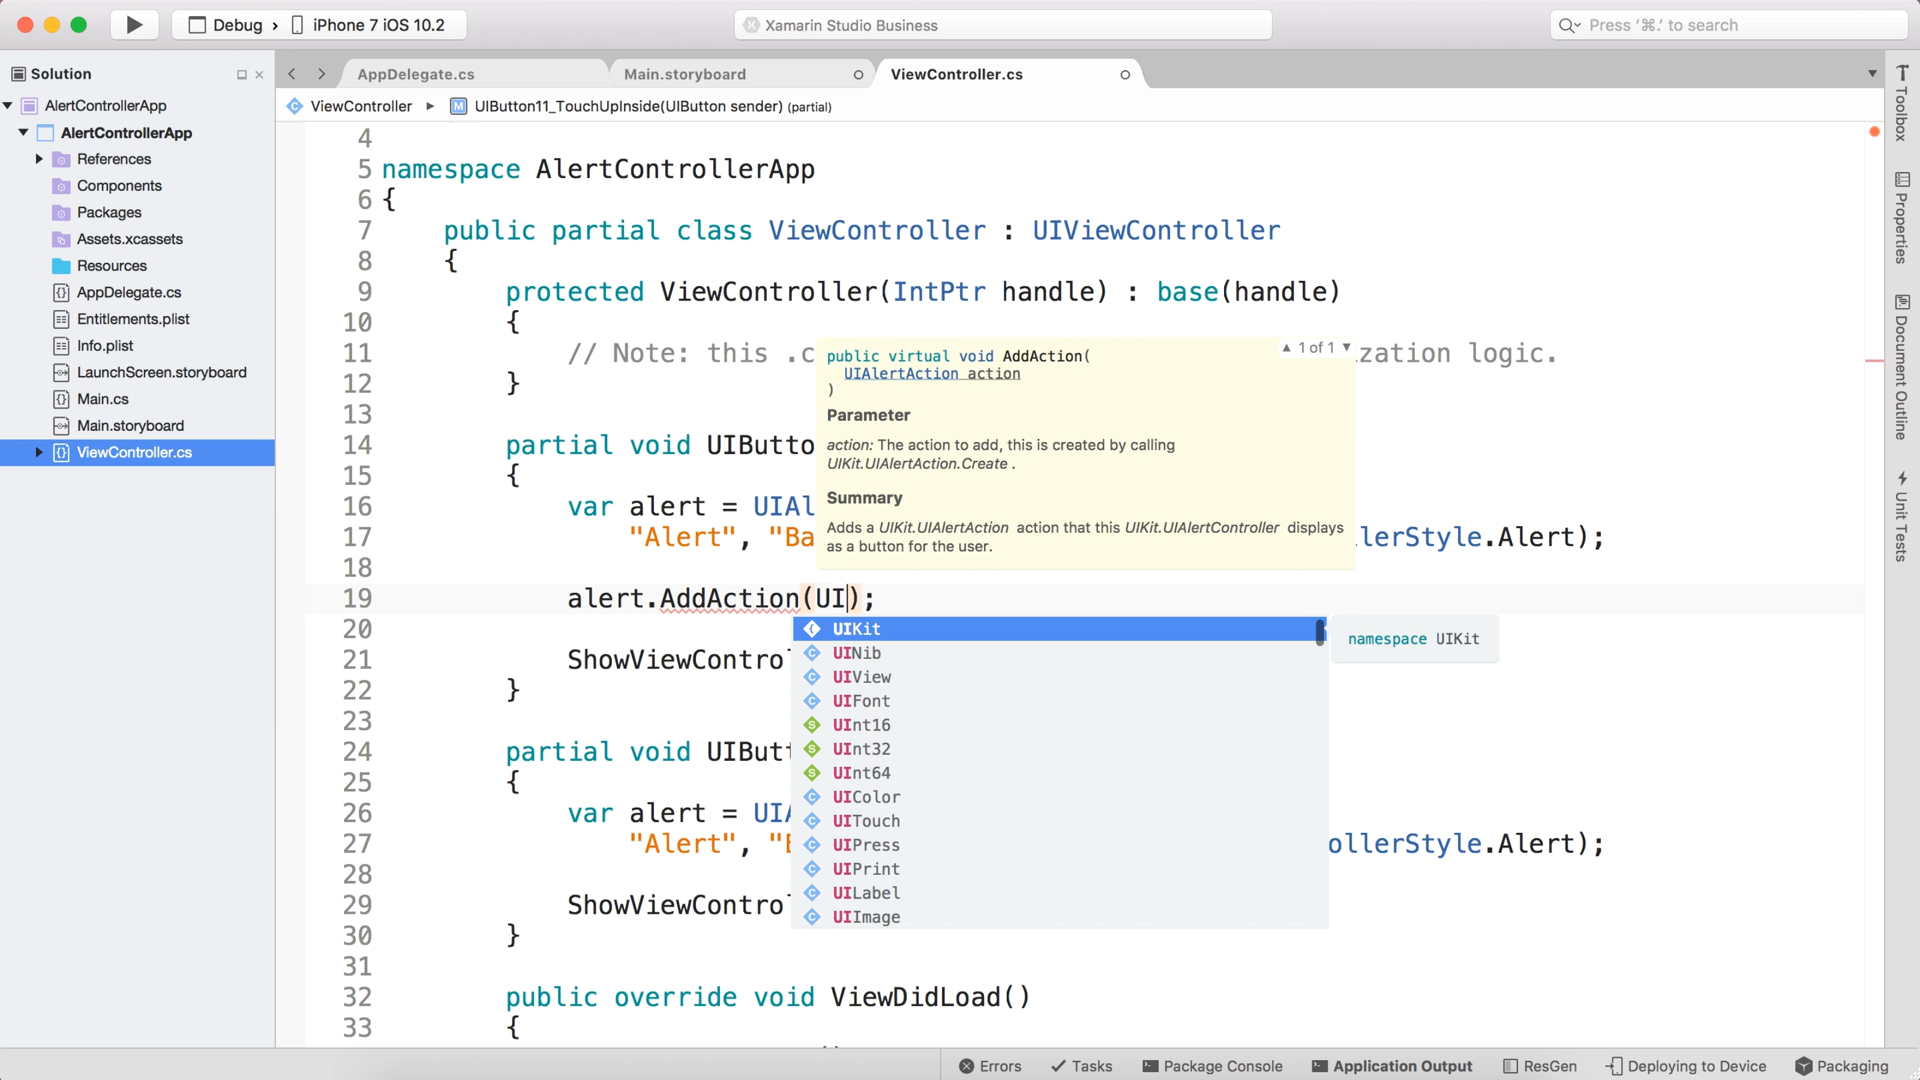 Debug > iPhone 7 iOS 10.2
Xamarin Studio Business
Press ‘⌘.’ to search
Solution
AppDelegate.cs
Main.storyboard
ViewController.cs
ViewController ▸ M UIButton11_TouchUpInside(UIButton sender) (partial)
AlertControllerApp
AlertControllerApp
References
Components
Packages
Assets.xcassets
Resources
AppDelegate.cs
Entitlements.plist
Info.plist
LaunchScreen.storyboard
Main.cs
Main.storyboard
ViewController.cs
4
5 namespace AlertControllerApp
6 {
7 public partial class ViewController : UIViewController
8 {
9 protected ViewController(IntPtr handle) : base(handle)
10 {
11 // Note: this .c
ization logic.
12 }
13
14 partial void UIButto
15 {
16 var alert = UIAl
17 "Alert", "Ba
llerStyle.Alert);
18
19 alert.AddAction(UI);
20
21 ShowViewControl
22 }
23
24 partial void UIButt
25 {
26 var alert = UIA
27 "Alert", "B
ollerStyle.Alert);
28
29 ShowViewControl
30 }
31
32 public override void ViewDidLoad()
33 {
public virtual void AddAction(
UIAlertAction action
)
▲ 1 of 1 ▼
Parameter
action: The action to add, this is created by calling
UIKit.UIAlertAction.Create .
Summary
Adds a UIKit.UIAlertAction action that this UIKit.UIAlertController displays
as a button for the user.
UIKit
UINib
UIView
UIFont
UInt16
UInt32
UInt64
UIColor
UITouch
UIPress
UIPrint
UILabel
UIImage
namespace UIKit
Toolbox
Properties
Document Outline
Unit Tests
Errors
Tasks
Package Console
Application Output
ResGen
Deploying to Device
Packaging